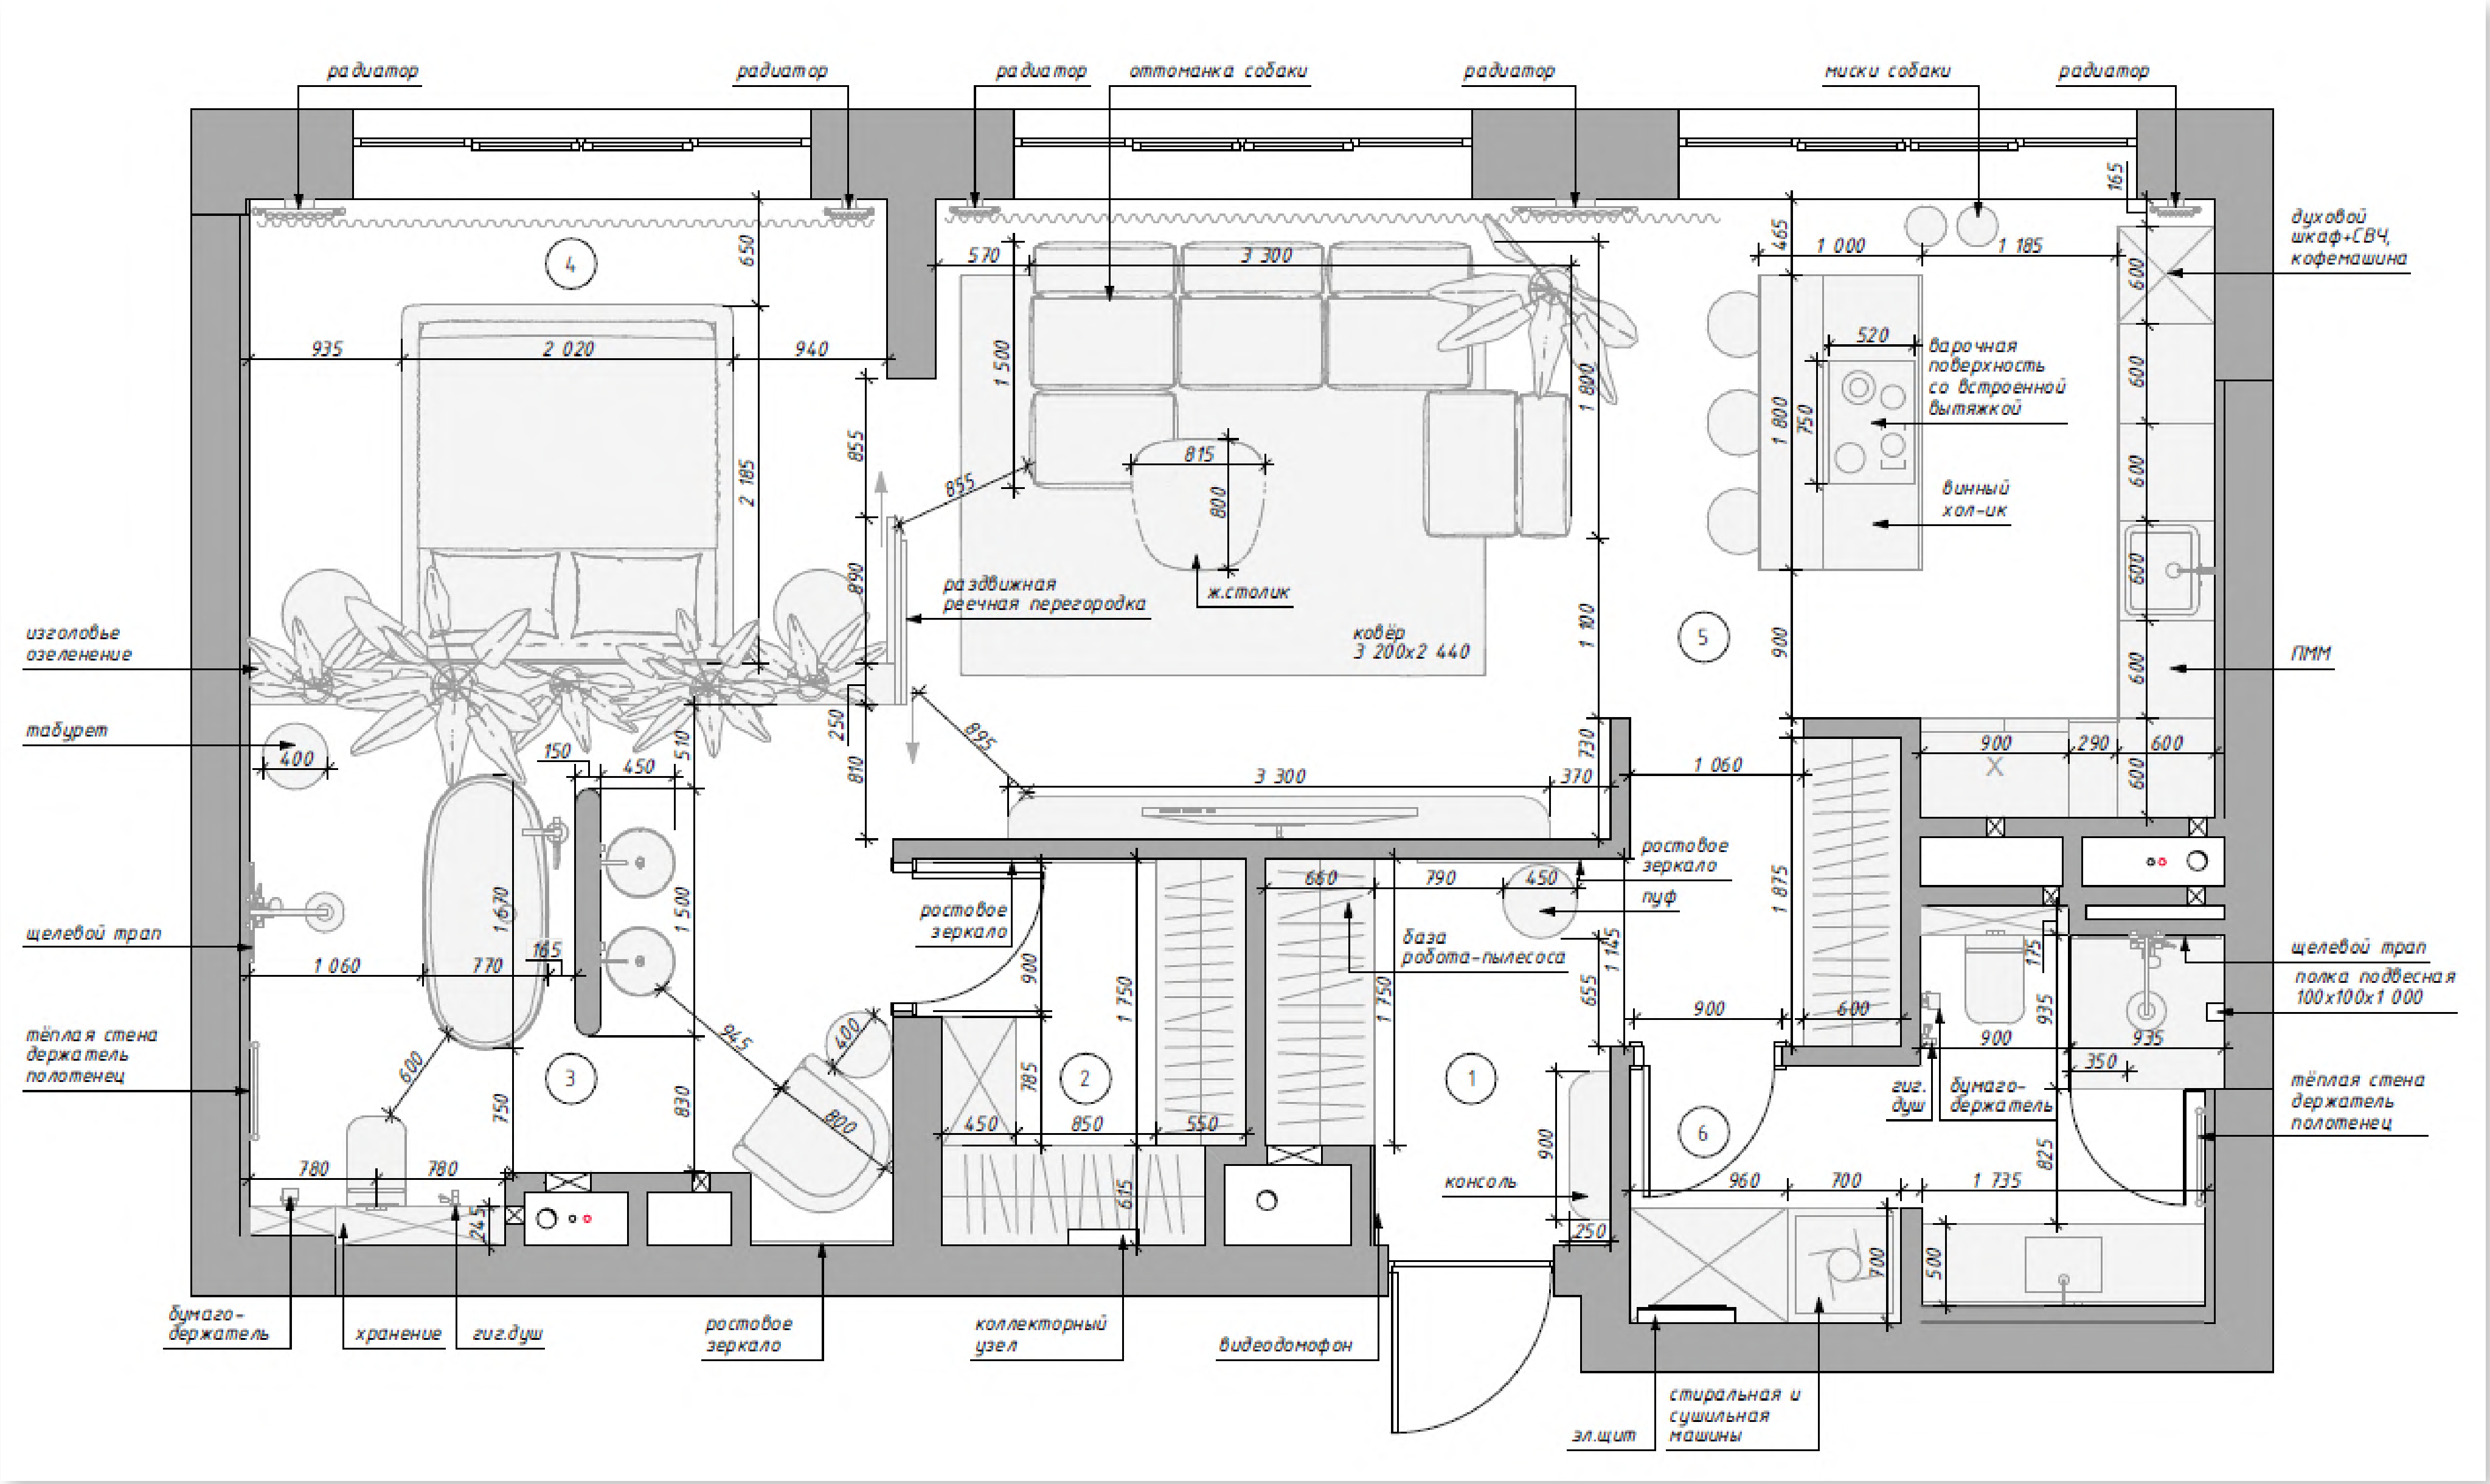 радиатор
радиатор
радиатор
оттоманка собаки
радиатор
миски собаки
радиатор
165
духовой
шкаф+СВЧ,
кофемашина
4
650
570
3 300
465
1 000
1 185
600
935
2 020
940
1 500
1 800
520
варочная
поверхность
со встроенной
вытяжкой
600
855
815
800
855
1 800
750
2 185
винный
хол-ик
600
890
раздвижная
реечная перегородка
ж.столик
600
ковёр
3 200х2 440
1 100
5
900
изголовье
озеленение
600
ПММ
табурет
400
150
450
510
250
810
895
730
3 300
370
1 060
900
290
600
600
1 670
165
1 500
1 060
770
щелевой трап
ростовое
зеркало
900
1 750
660
790
450
ростовое
зеркало
пуф
база
робота-пылесоса
1 750
655
1 145
1 875
900
600
175
935
900
935
350
щелевой трап
полка подвесная
100х100х1 000
тёплая стена
держатель
полотенец
600
3
750
830
945
400
800
785
2
450
850
550
1
900
6
гиг.
душ
бумаго-
держатель
825
тёплая стена
держатель
полотенец
780
780
245
615
консоль
250
960
700
1 735
700
500
бумаго-
держатель
хранение
гиг.душ
ростовое
зеркало
коллекторный
узел
видеодомофон
эл.щит
стиральная и
сушильная
машины